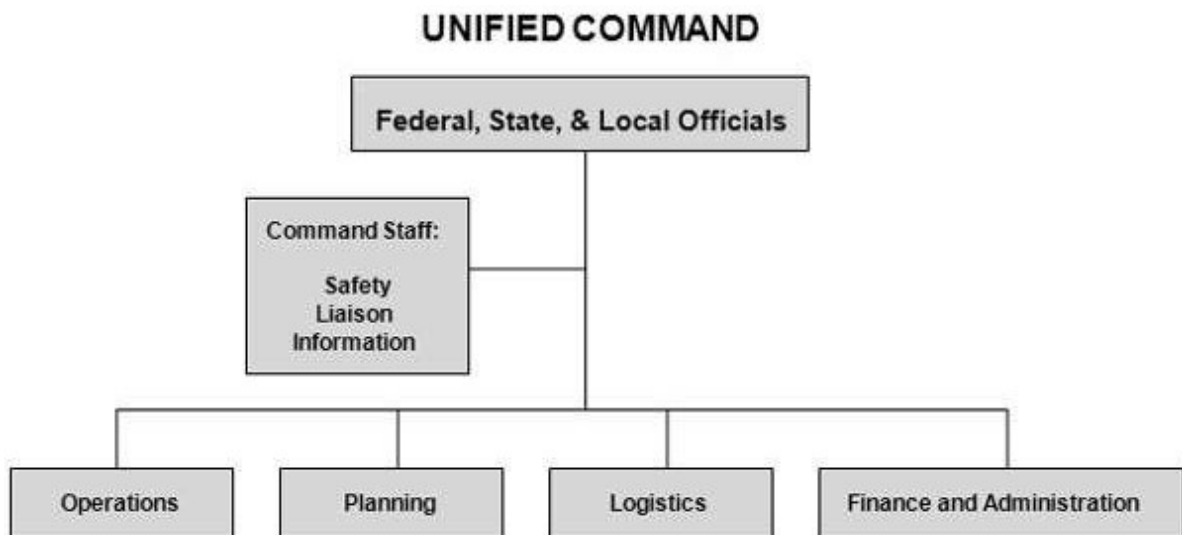 UNIFIED COMMAND
Federal, State, & Local Officials
Command Staff:
Safety
Liaison
Information
Operations
Planning
Logistics
Finance and Administration